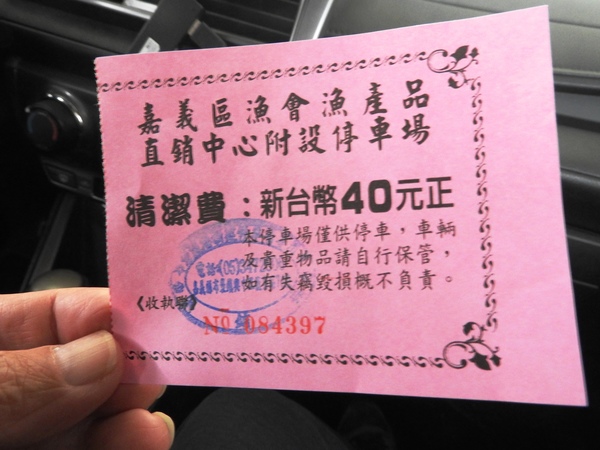 嘉義區漁會漁產品
直銷中心附設停車場
清潔費：新台幣40元正
本停車場僅供停車，車輛
及貴重物品請自行保管，
如有失竊毀損概不負責。
《收執聯》
電話(05)
№ 084397